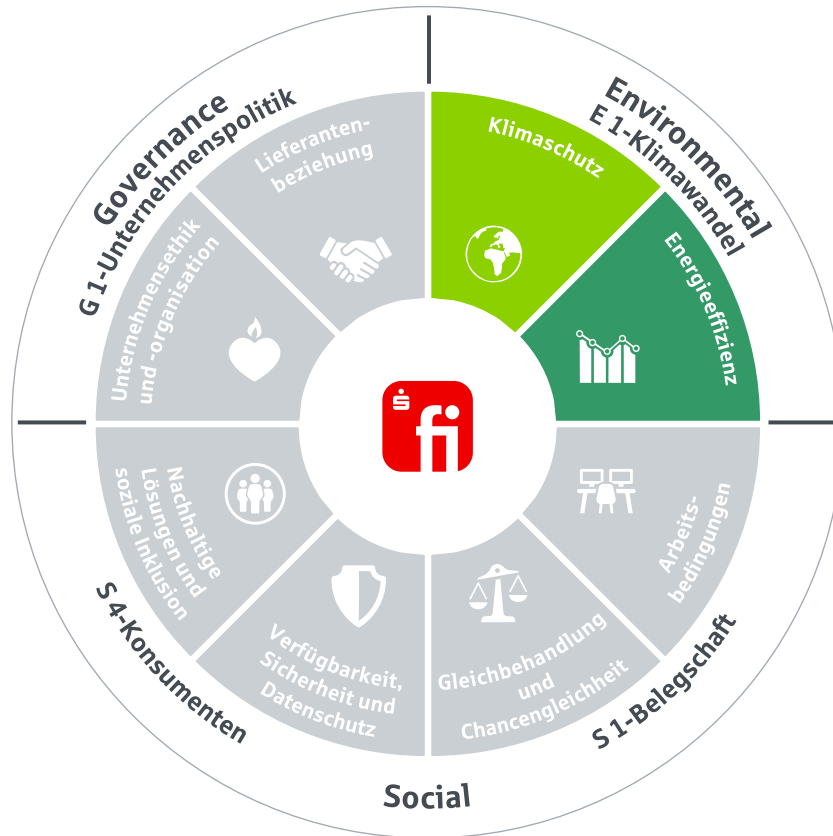 Environmental
E 1-Klimawandel
Klimaschutz
Energieeffizienz
Arbeits-
bedingungen
S 1-Belegschaft
Gleichbehandlung
und
Chancengleichheit
Social
Verfügbarkeit,
Sicherheit und
Datenschutz
S 4-Konsumenten
Nachhaltige
Lösungen und
soziale Inklusion
Governance
G 1-Unternehmenspolitik
Unternehmensethik
und -organisation
Lieferanten-
beziehung
fi